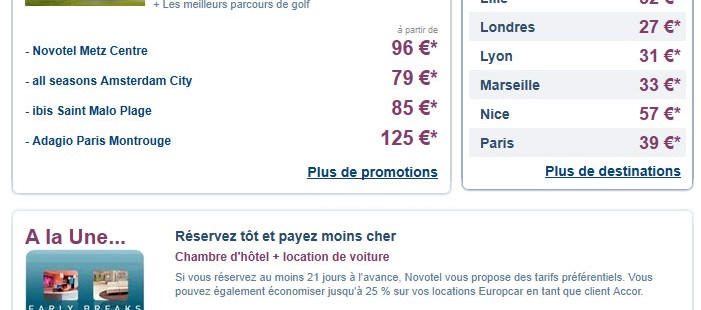 + Les meilleurs parcours de golf
à partir de
- Novotel Metz Centre 96 €*
- all seasons Amsterdam City 79 €*
- ibis Saint Malo Plage 85 €*
- Adagio Paris Montrouge 125 €*
Plus de promotions
Lille 32 €*
Londres 27 €*
Lyon 31 €*
Marseille 33 €*
Nice 57 €*
Paris 39 €*
Plus de destinations
A la Une...
EARLY BREAKS
Réservez tôt et payez moins cher
Chambre d'hôtel + location de voiture
Si vous réservez au moins 21 jours à l'avance, Novotel vous propose des tarifs préférentiels. Vous
pouvez également économiser jusqu'à 25 % sur vos locations Europcar en tant que client Accor.